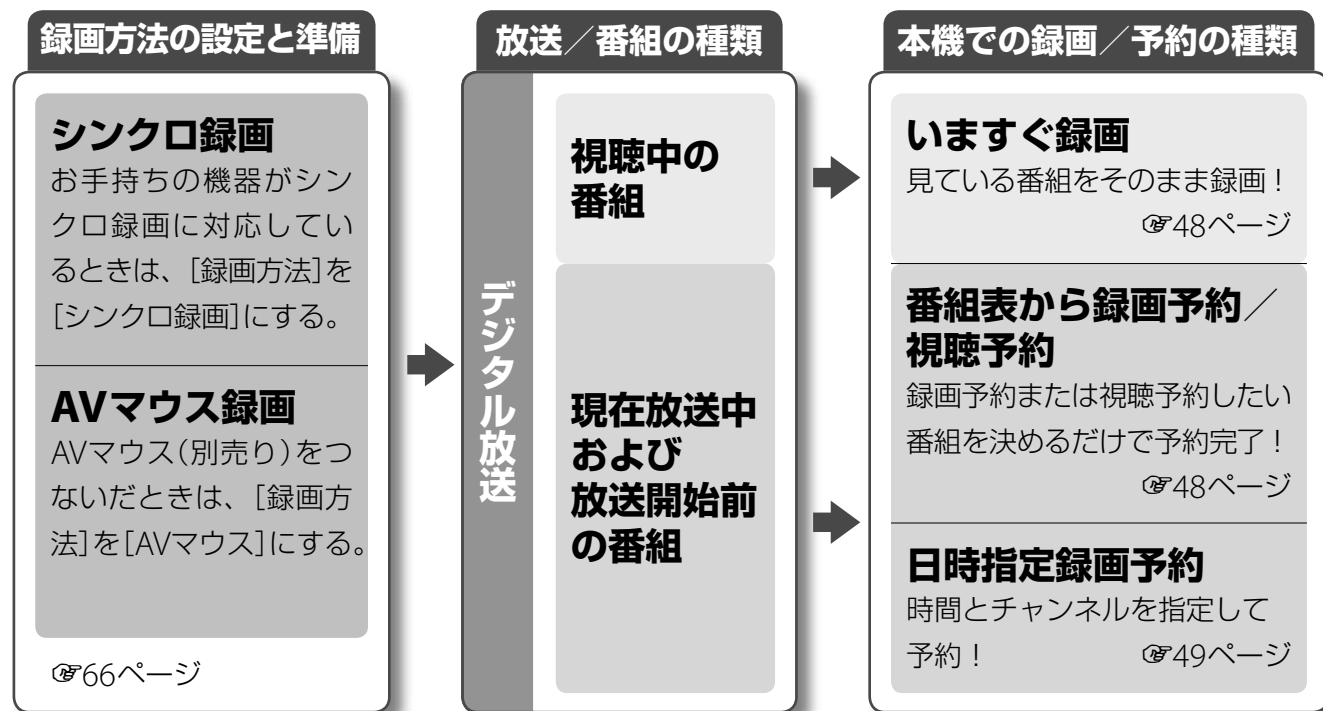 録画方法の設定と準備
シンクロ録画
お手持ちの機器がシン
クロ録画に対応してい
るときは、［録画方法］を
［シンクロ録画］にする。
AVマウス録画
AVマウス（別売り）をつ
ないだときは、［録画方
法］を［AVマウス］にする。
☞66ページ
放送／番組の種類
デジタル放送
視聴中の
番組
現在放送中
および
放送開始前
の番組
本機での録画／予約の種類
いますぐ録画
見ている番組をそのまま録画！
☞48ページ
番組表から録画予約／
視聴予約
録画予約または視聴予約したい
番組を決めるだけで予約完了！
☞48ページ
日時指定録画予約
時間とチャンネルを指定して
予約！ ☞49ページ